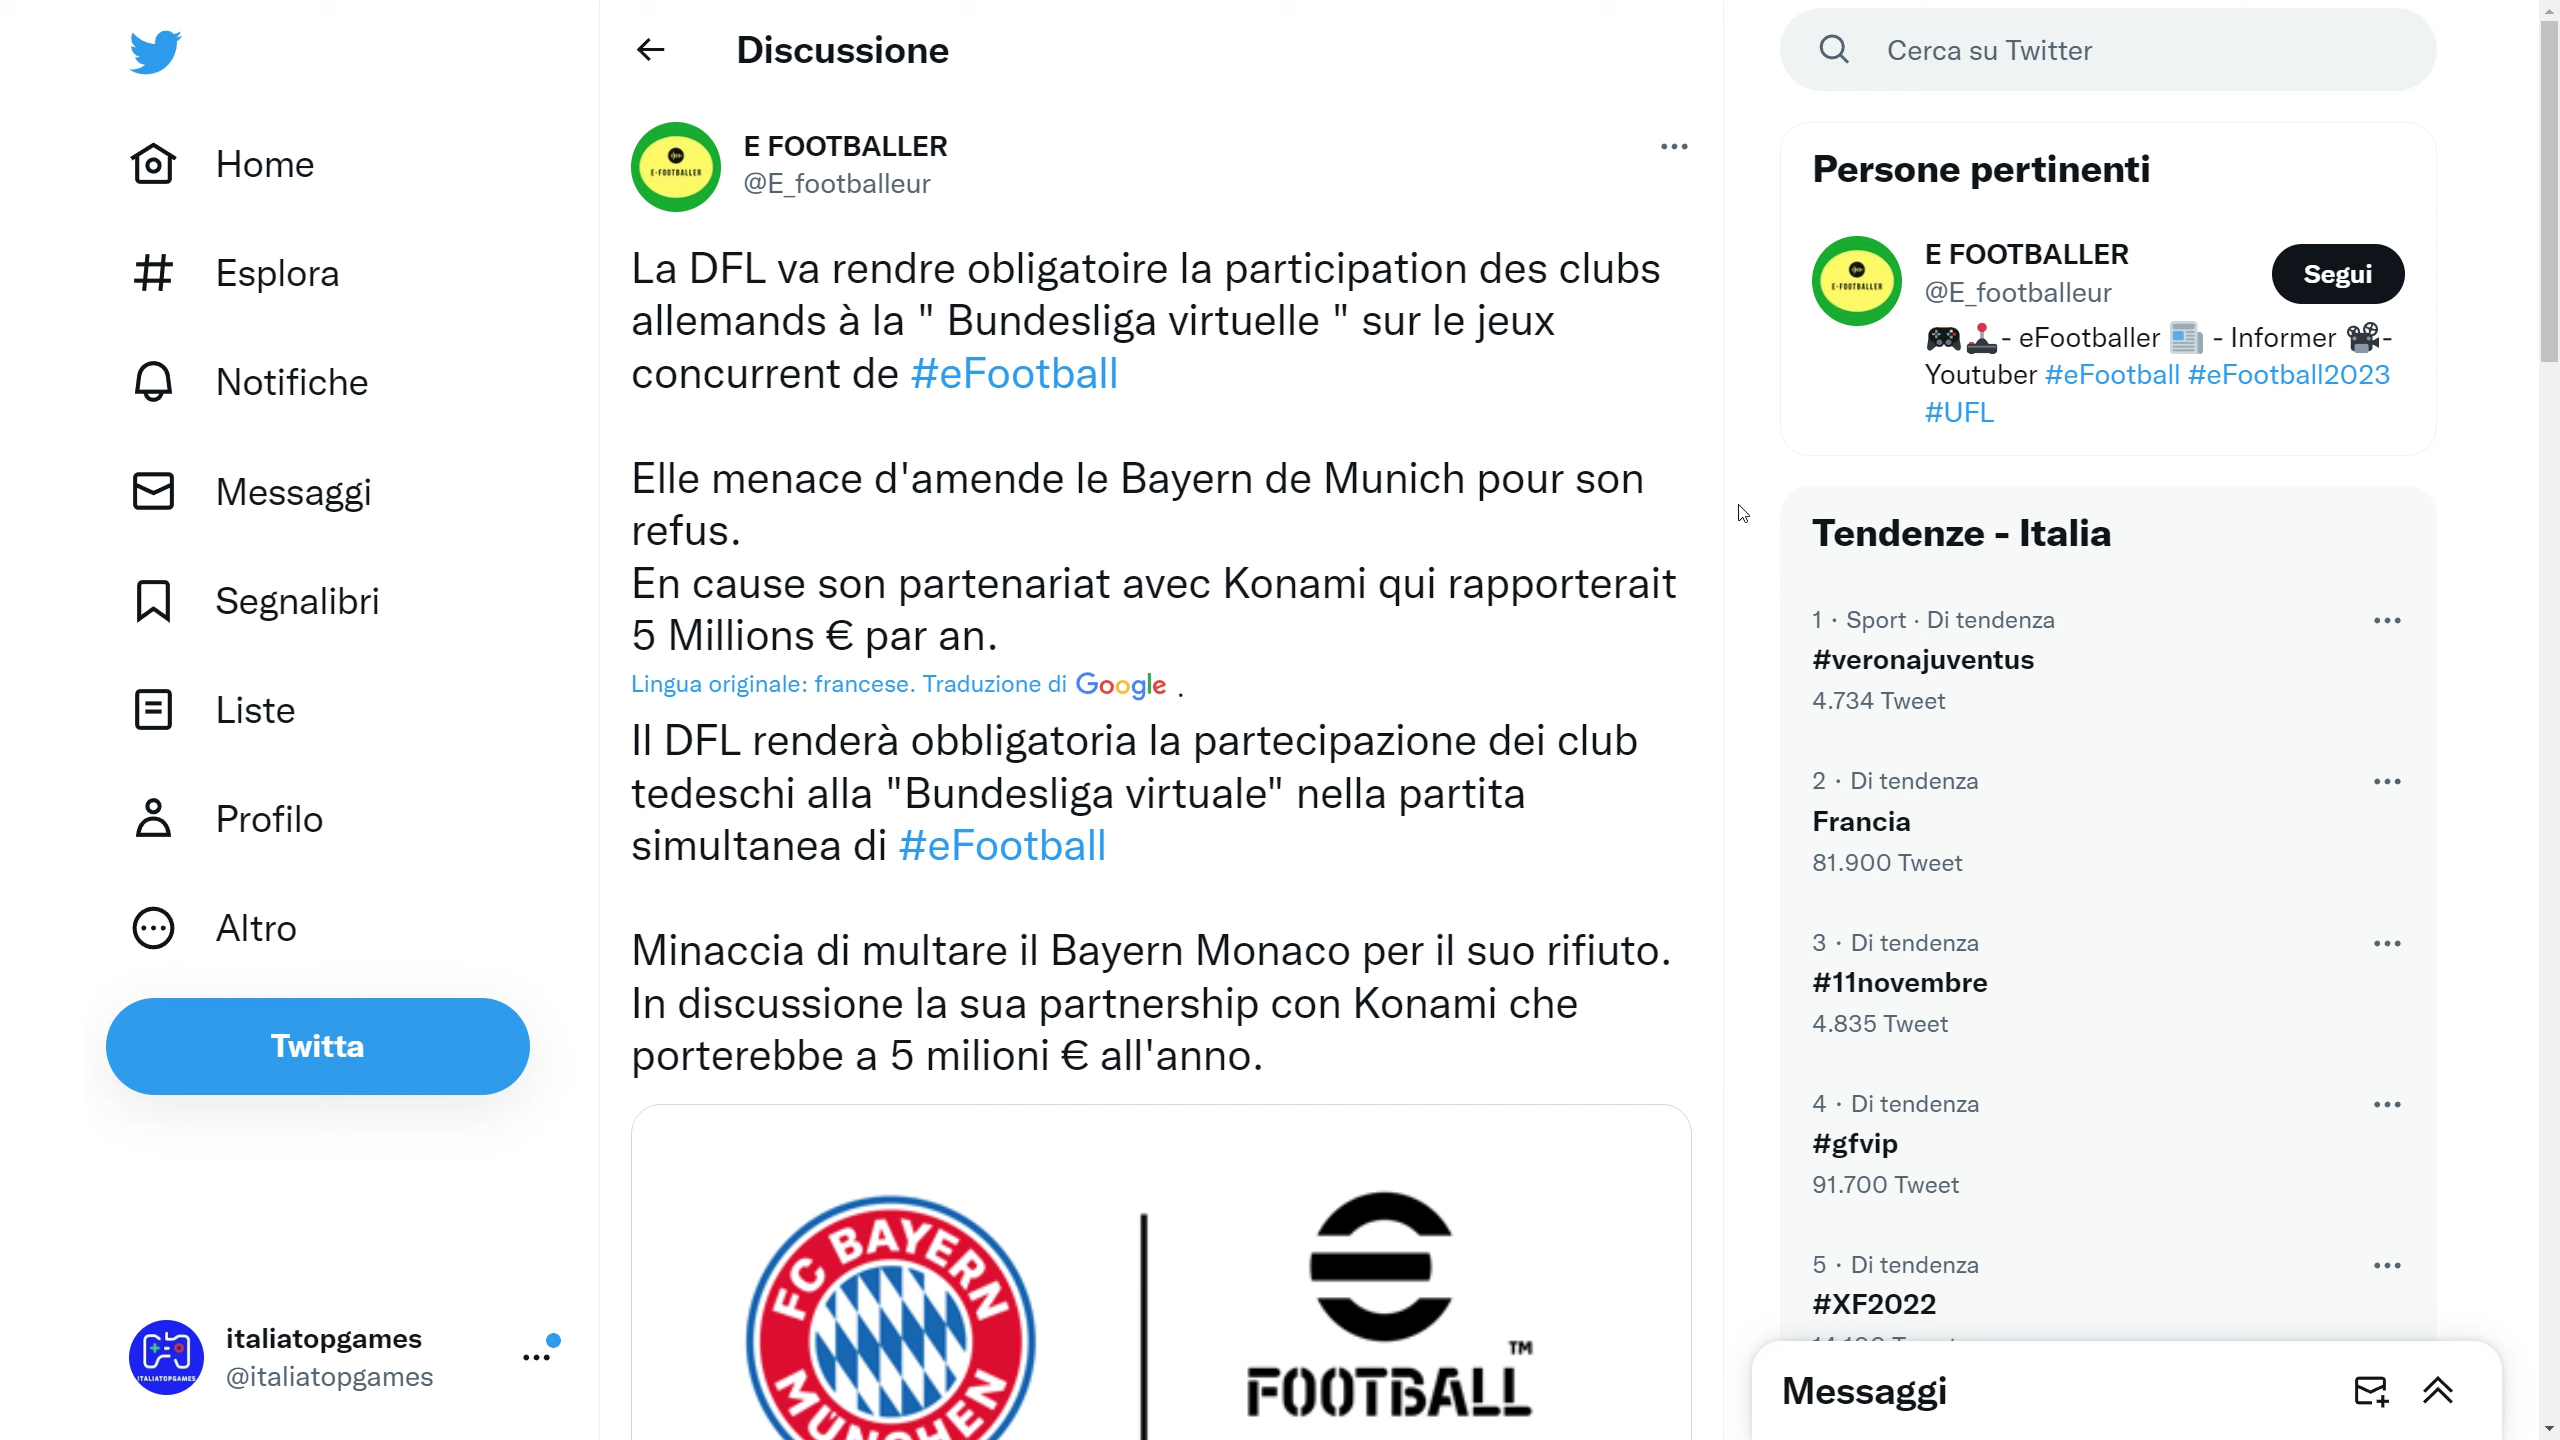 Home
Esplora
Notifiche
Messaggi
Segnalibri
Liste
Profilo
Altro
Twitta
italiatopgames
@italiatopgames
ITALIATOPGAMES
Discussione
E-FOOTBALLER
E FOOTBALLER
@E_footballeur
La DFL va rendre obligatoire la participation des clubs
allemands à la " Bundesliga virtuelle " sur le jeux
concurrent de #eFootball
Elle menace d'amende le Bayern de Munich pour son
refus.
En cause son partenariat avec Konami qui rapporterait
5 Millions € par an.
Lingua originale: francese. Traduzione di Google .
Il DFL renderà obbligatoria la partecipazione dei club
tedeschi alla "Bundesliga virtuale" nella partita
simultanea di #eFootball
Minaccia di multare il Bayern Monaco per il suo rifiuto.
In discussione la sua partnership con Konami che
porterebbe a 5 milioni € all'anno.
FC BAYERN
MÜNCHEN
FOOTBALL™
Cerca su Twitter
Persone pertinenti
E-FOOTBALLER
E FOOTBALLER
@E_footballeur
Segui
- eFootballer - Informer -
Youtuber #eFootball #eFootball2023
#UFL
Tendenze - Italia
1 · Sport · Di tendenza
#veronajuventus
4.734 Tweet
2 · Di tendenza
Francia
81.900 Tweet
3 · Di tendenza
#11novembre
4.835 Tweet
4 · Di tendenza
#gfvip
91.700 Tweet
5 · Di tendenza
#XF2022
Messaggi